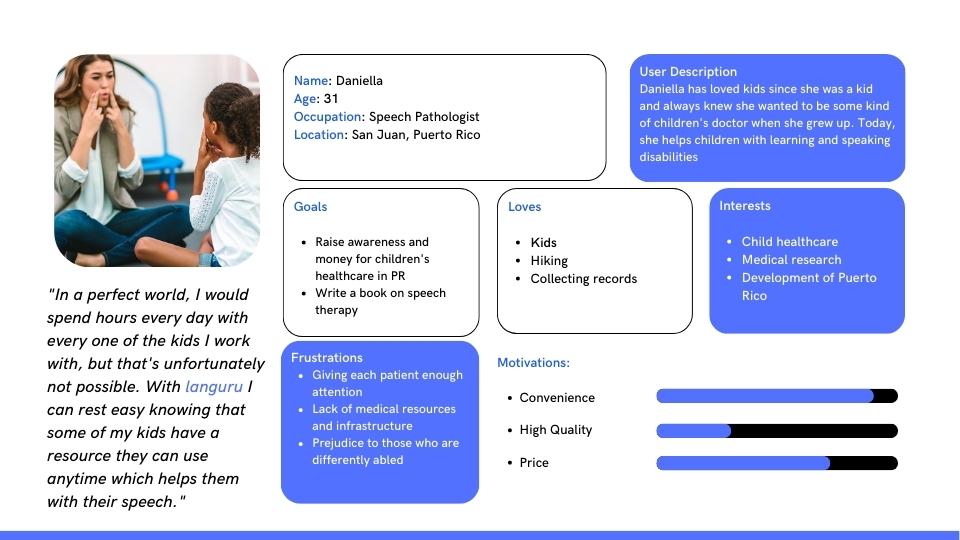 Name: Daniella
Age: 31
Occupation: Speech Pathologist
Location: San Juan, Puerto Rico
User Description
Daniella has loved kids since she was a kid
and always knew she wanted to be some kind
of children's doctor when she grew up. Today,
she helps children with learning and speaking
disabilities
Goals
• Raise awareness and
money for children's
healthcare in PR
• Write a book on speech
therapy
Loves
• Kids
• Hiking
• Collecting records
Interests
• Child healthcare
• Medical research
• Development of Puerto
Rico
"In a perfect world, I would
spend hours every day with
every one of the kids I work
with, but that's unfortunately
not possible. With languru I
can rest easy knowing that
some of my kids have a
resource they can use
anytime which helps them
with their speech."
Frustrations
• Giving each patient enough
attention
• Lack of medical resources
and infrastructure
• Prejudice to those who are
differently abled
Motivations:
• Convenience
• High Quality
• Price